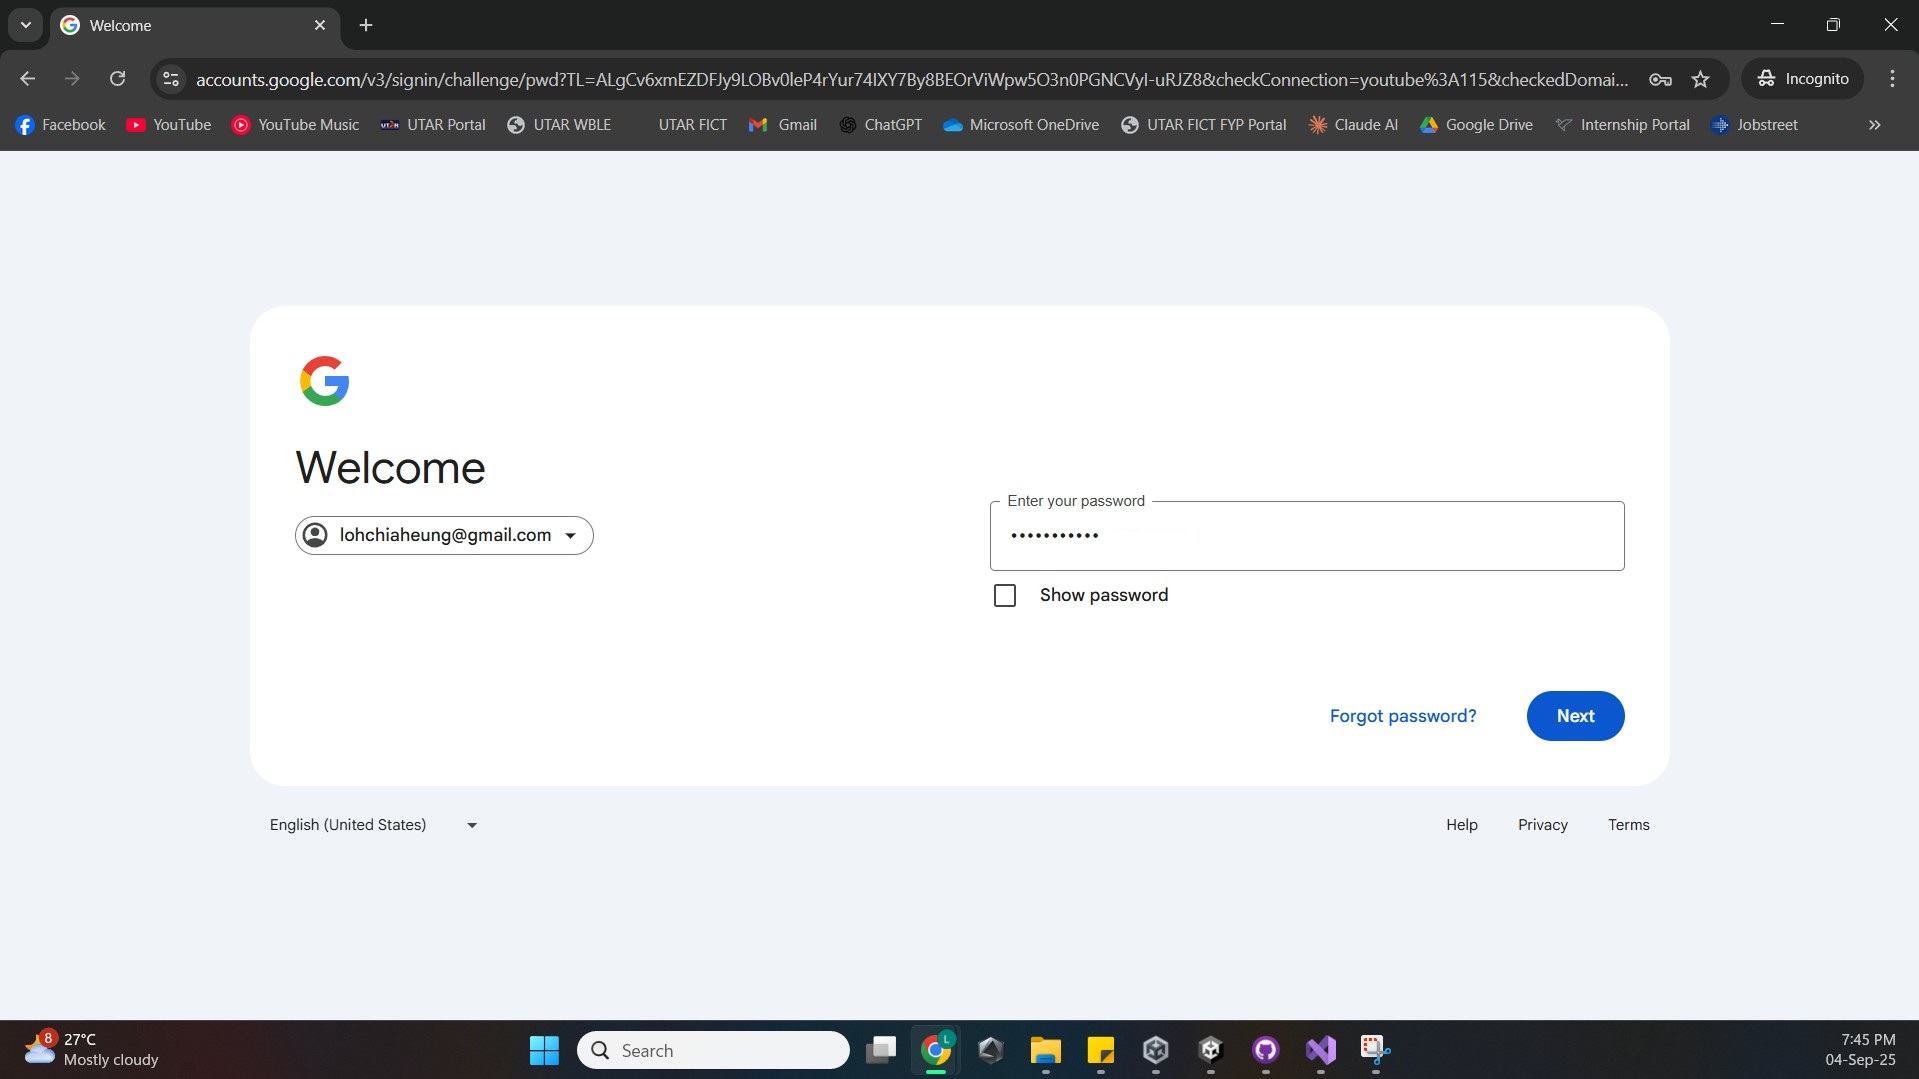 Welcome
accounts.google.com/v3/signin/challenge/pwd?TL=ALgCv6xmEZDFJy9LOBv0IeP4rYur74IXY7By8BEOrViWpw5O3n0PGNCVyI-uRJZ8&checkConnection=youtube%3A115&checkedDomai...
Incognito
Facebook YouTube YouTube Music UTAR Portal UTAR WBLE UTAR FICT Gmail ChatGPT Microsoft OneDrive UTAR FICT FYP Portal Claude AI Google Drive Internship Portal Jobstreet
Welcome
lohchiaheung@gmail.com
Enter your password
•••••••••••
Show password
Forgot password?
Next
English (United States)
Help Privacy Terms
8
27°C
Mostly cloudy
Search
L
7:45 PM
04-Sep-25